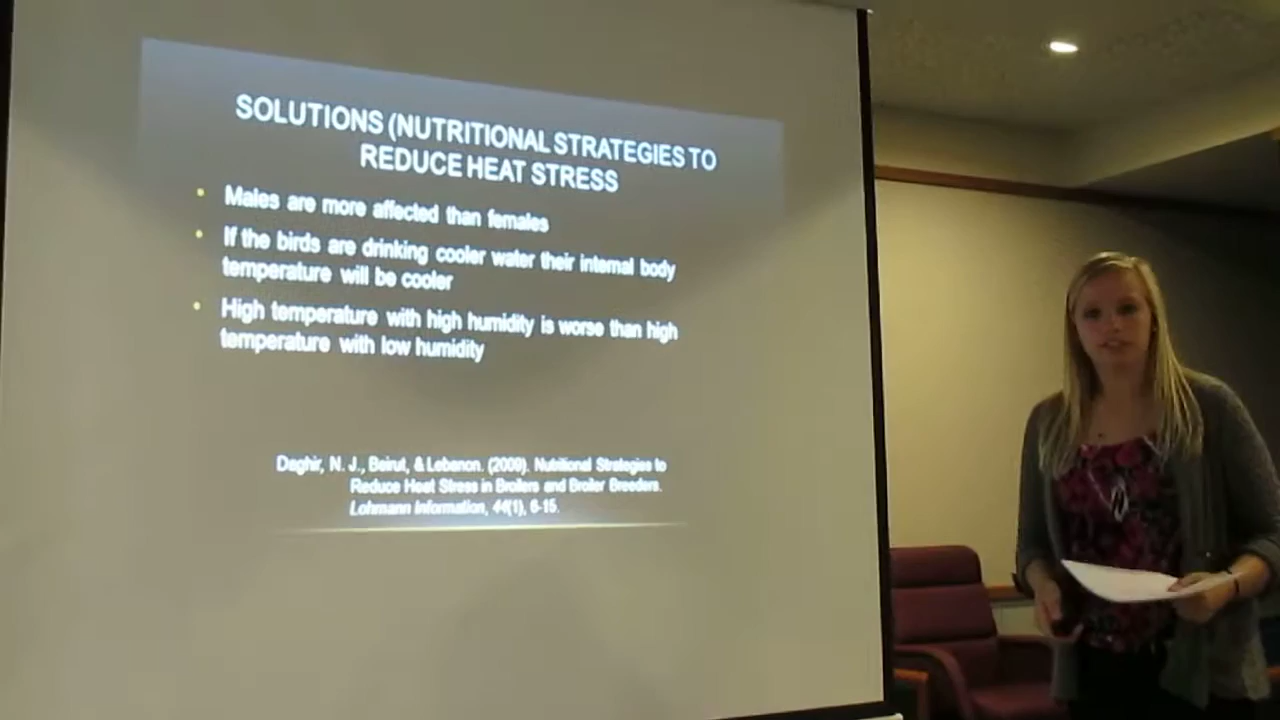 SOLUTIONS (NUTRITIONAL STRATEGIES TO
REDUCE HEAT STRESS
• Males are more affected than females
• If the birds are drinking cooler water their internal body
temperature will be cooler
• High temperature with high humidity is worse than high
temperature with low humidity
Daghir, N. J., Beirut, & Lebanon. (2009). Nutritional Strategies to
Reduce Heat Stress in Broilers and Broiler Breeders.
Lohmann Information, 44(1), 6-15.